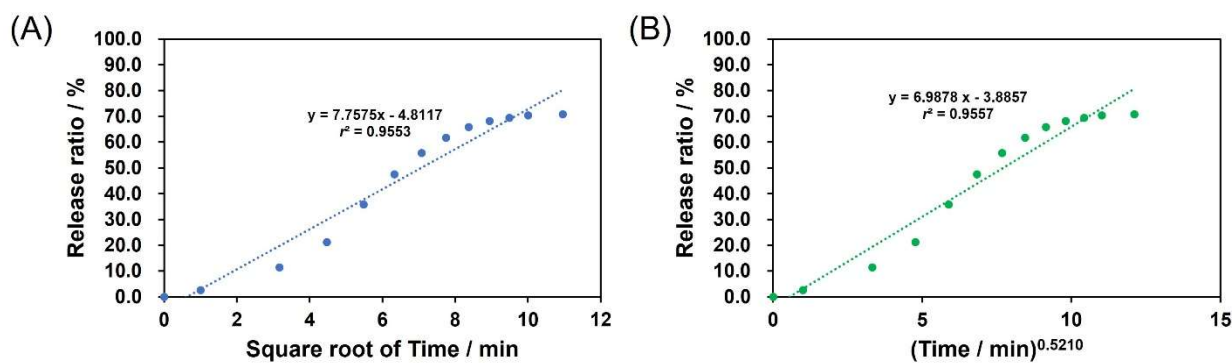 (A)
Release ratio / %
100.0
90.0
80.0
70.0
60.0
50.0
40.0
30.0
20.0
10.0
0.0
y = 7.7575x - 4.8117
r² = 0.9553
0 2 4 6 8 10 12
Square root of Time / min
(B)
Release ratio / %
100.0
90.0
80.0
70.0
60.0
50.0
40.0
30.0
20.0
10.0
0.0
y = 6.9878 x - 3.8857
r² = 0.9557
0 5 10 15
(Time / min)⁰·⁵²¹⁰